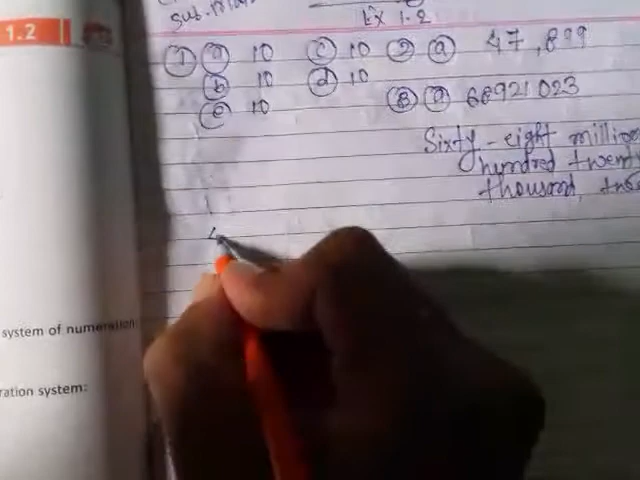 Ex 1.2
1.2
① ⓐ 10 ⓒ 10 ② ⓐ 47,899
ⓑ 10 ⓓ 10
ⓔ 10 ③ ⓐ 68921023
Sixty-eight million
hundred twenty
thousand,
system of numeration
ration system: